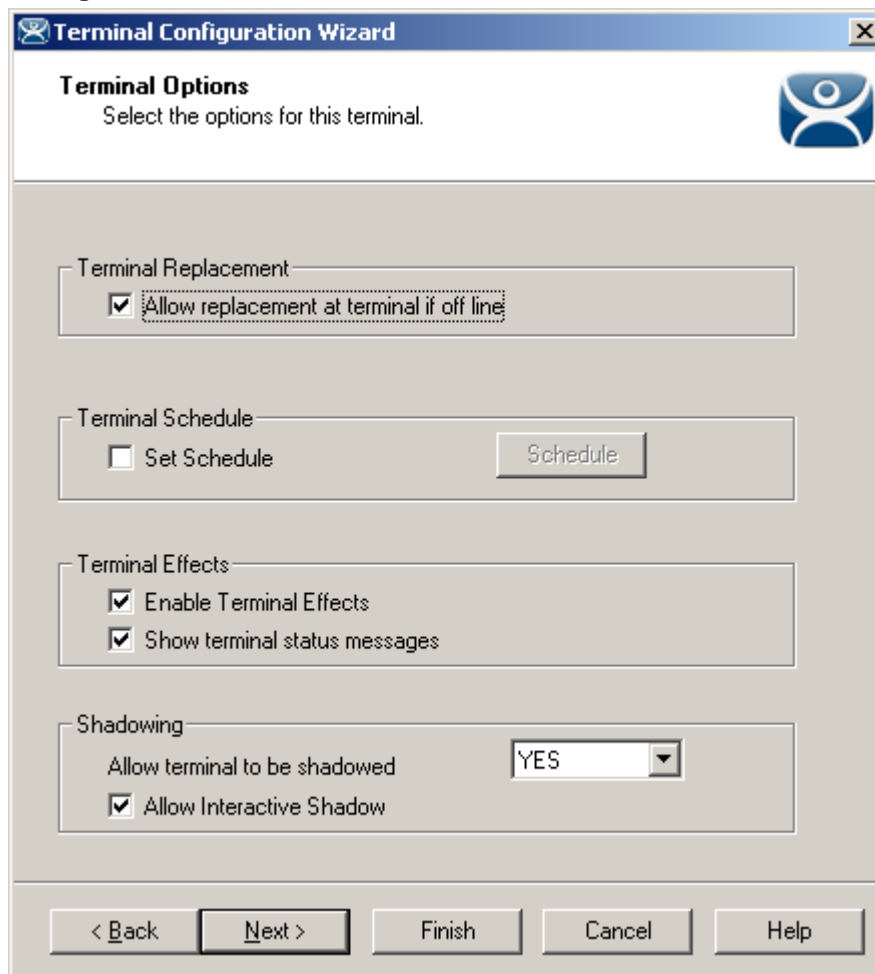 Terminal Configuration Wizard
Terminal Options
Select the options for this terminal.
Terminal Replacement
Allow replacement at terminal if off line
Terminal Schedule
Set Schedule
Schedule
Terminal Effects
Enable Terminal Effects
Show terminal status messages
Shadowing
Allow terminal to be shadowed YES
Allow Interactive Shadow
< Back Next > Finish Cancel Help